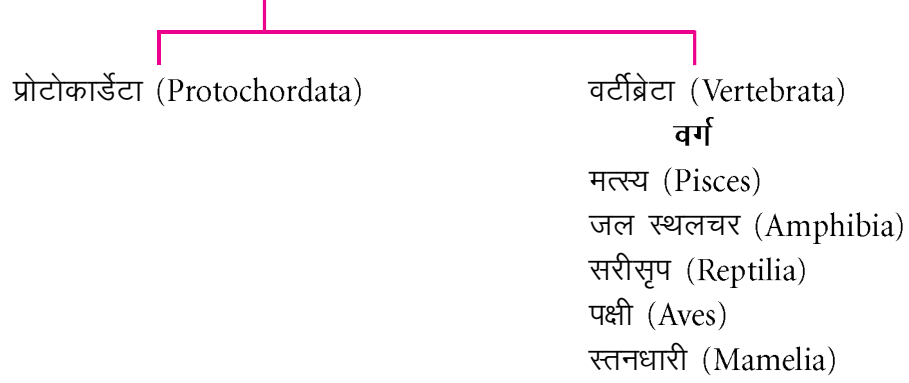 प्रोटोकार्डेटा (Protochordata)
वर्टीब्रेटा (Vertebrata)
वर्ग
मत्स्य (Pisces)
जल स्थलचर (Amphibia)
सरीसृप (Reptilia)
पक्षी (Aves)
स्तनधारी (Mamelia)